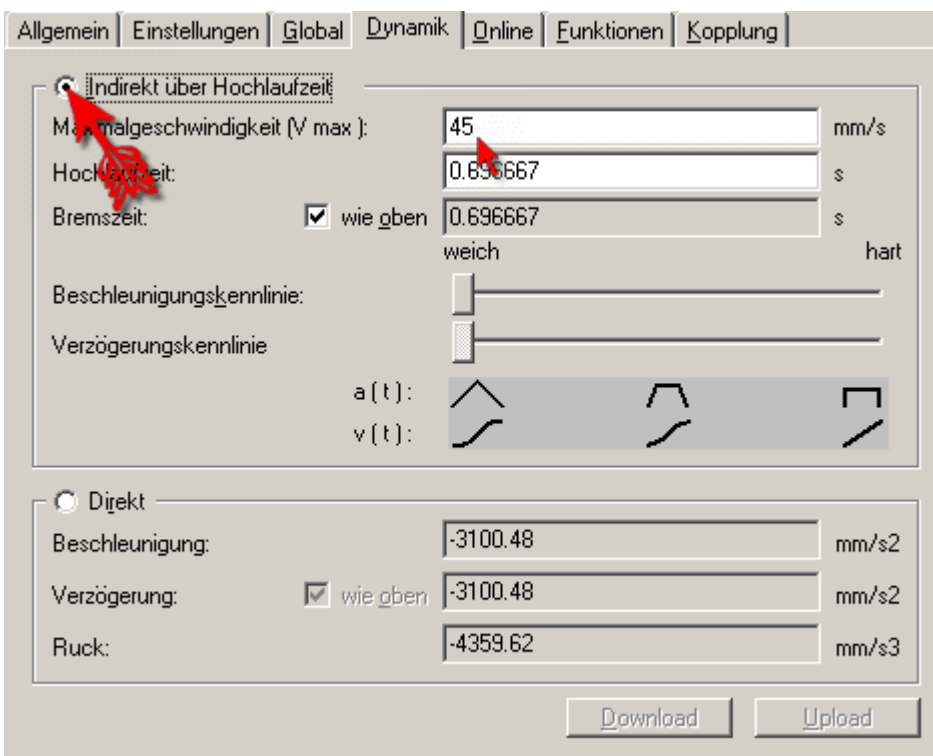 Allgemein Einstellungen Global Dynamik Online Funktionen Kopplung
Indirekt über Hochlaufzeit
Maximalgeschwindigkeit (V max ): 45 mm/s
Hochlaufzeit: 0.696667 s
Bremszeit: wie oben 0.696667 s
weich hart
Beschleunigungskennlinie:
Verzögerungskennlinie
a ( t ) :
v ( t ) :
Direkt
Beschleunigung: -3100.48 mm/s2
Verzögerung: wie oben -3100.48 mm/s2
Ruck: -4359.62 mm/s3
Download Upload